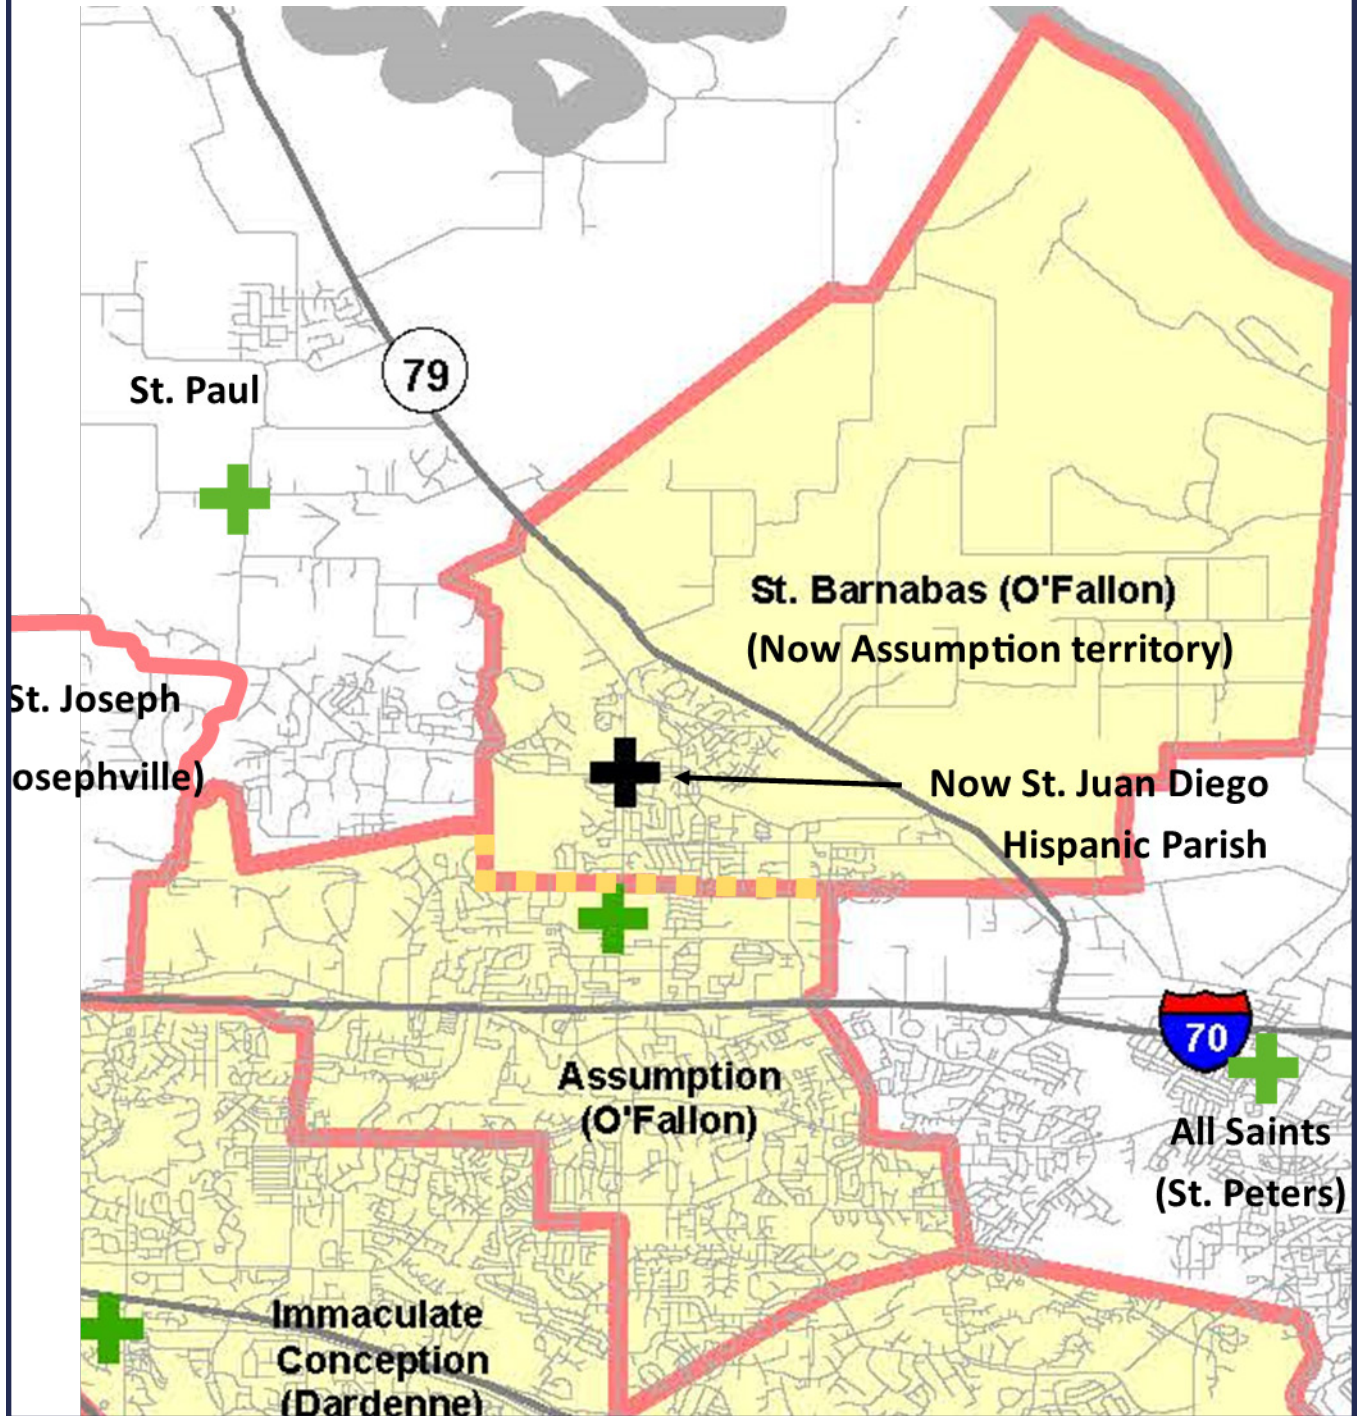 79
St. Paul
St. Barnabas (O'Fallon)
(Now Assumption territory)
St. Joseph
osephville)
Now St. Juan Diego
Hispanic Parish
70
Assumption
(O'Fallon)
All Saints
(St. Peters)
Immaculate
Conception
(Dardenne)